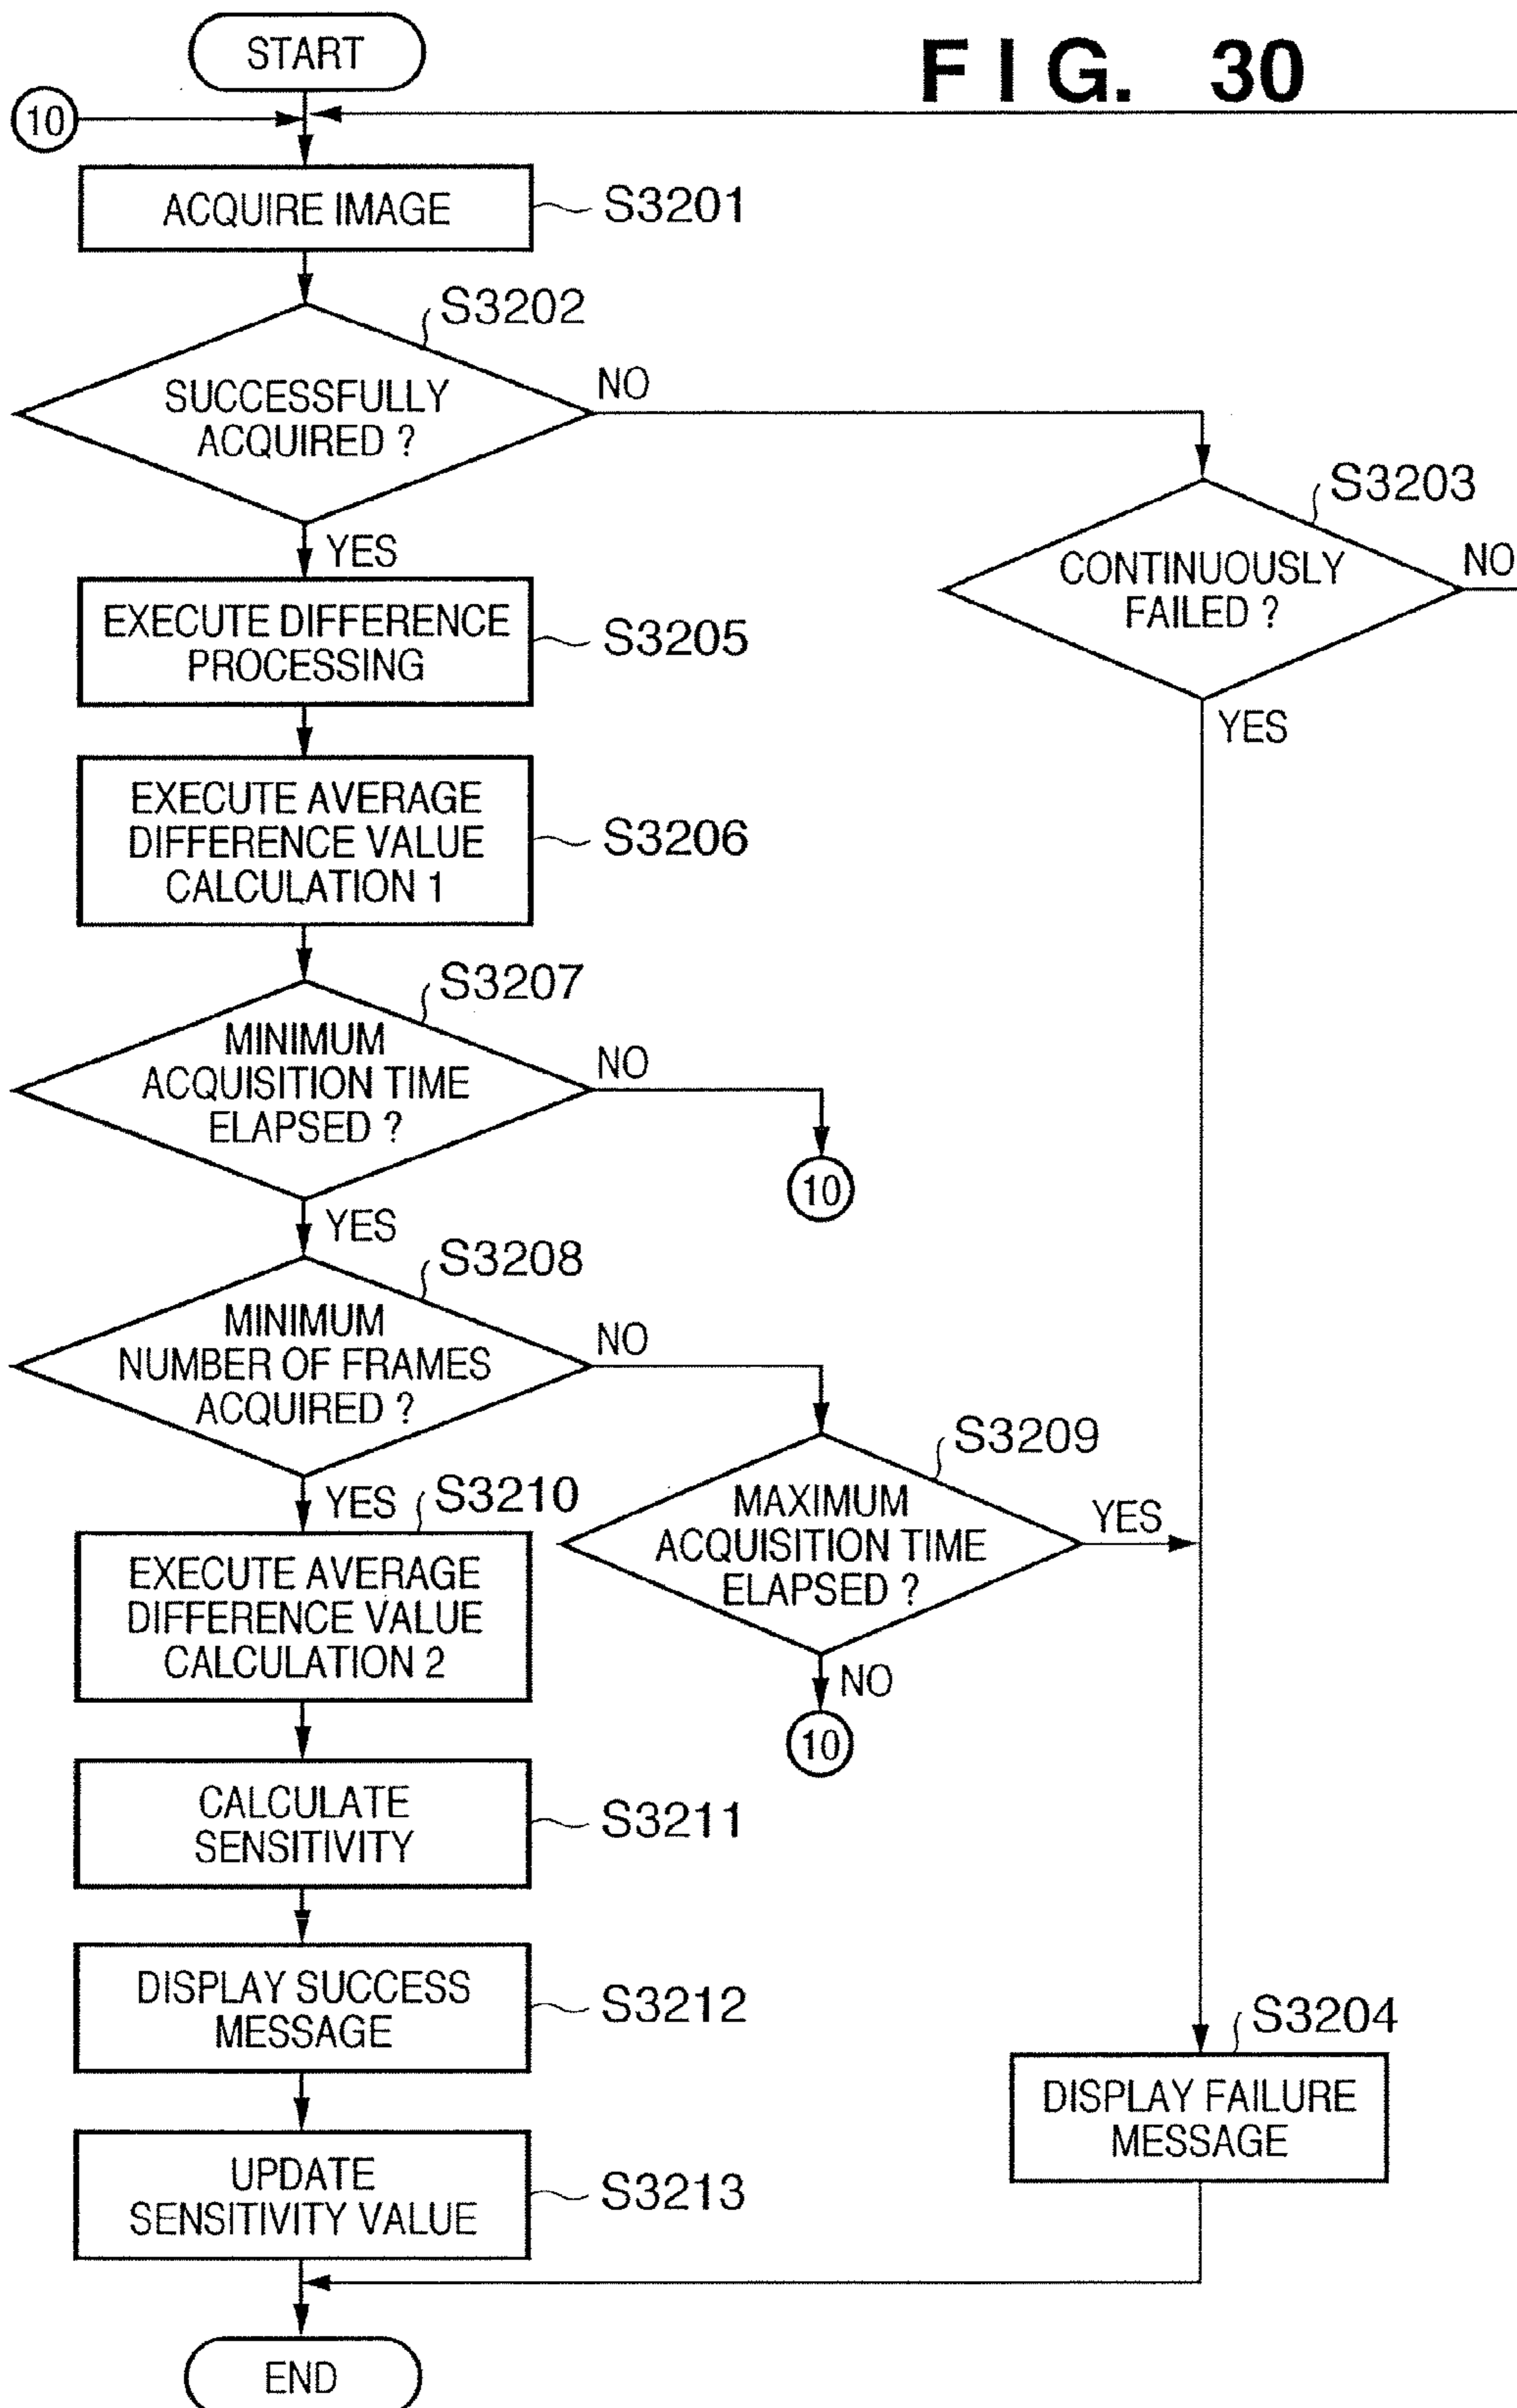 START
FIG. 30
10
ACQUIRE IMAGE
S3201
S3202
SUCCESSFULLY
ACQUIRED ?
NO
S3203
CONTINUOUSLY
FAILED ?
NO
YES
YES
EXECUTE DIFFERENCE
PROCESSING
S3205
EXECUTE AVERAGE
DIFFERENCE VALUE
CALCULATION 1
S3206
S3207
MINIMUM
ACQUISITION TIME
ELAPSED ?
NO
10
YES
S3208
MINIMUM
NUMBER OF FRAMES
ACQUIRED ?
NO
S3209
MAXIMUM
ACQUISITION TIME
ELAPSED ?
YES
NO
10
YES
S3210
EXECUTE AVERAGE
DIFFERENCE VALUE
CALCULATION 2
CALCULATE
SENSITIVITY
S3211
DISPLAY SUCCESS
MESSAGE
S3212
S3204
DISPLAY FAILURE
MESSAGE
UPDATE
SENSITIVITY VALUE
S3213
END